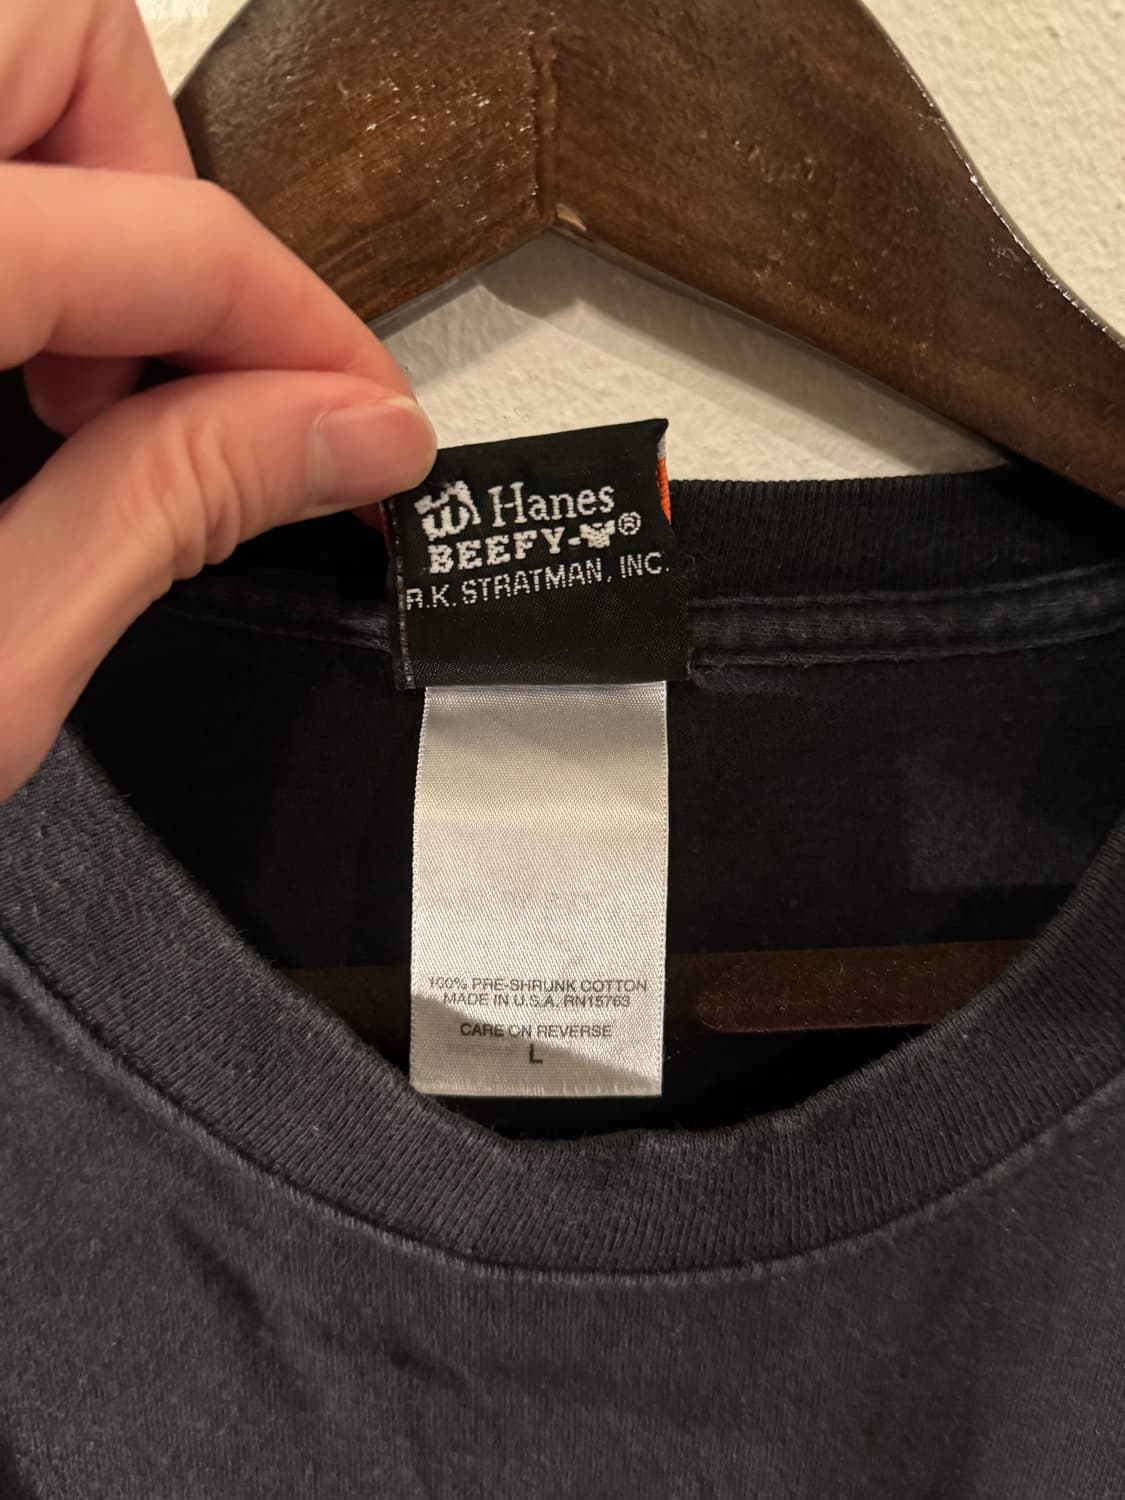 Hanes
BEEFY-®
R.K. STRATMAN, INC.
100% PRE-SHRUNK COTTON
MADE IN U.S.A. RN15763
CARE ON REVERSE
L